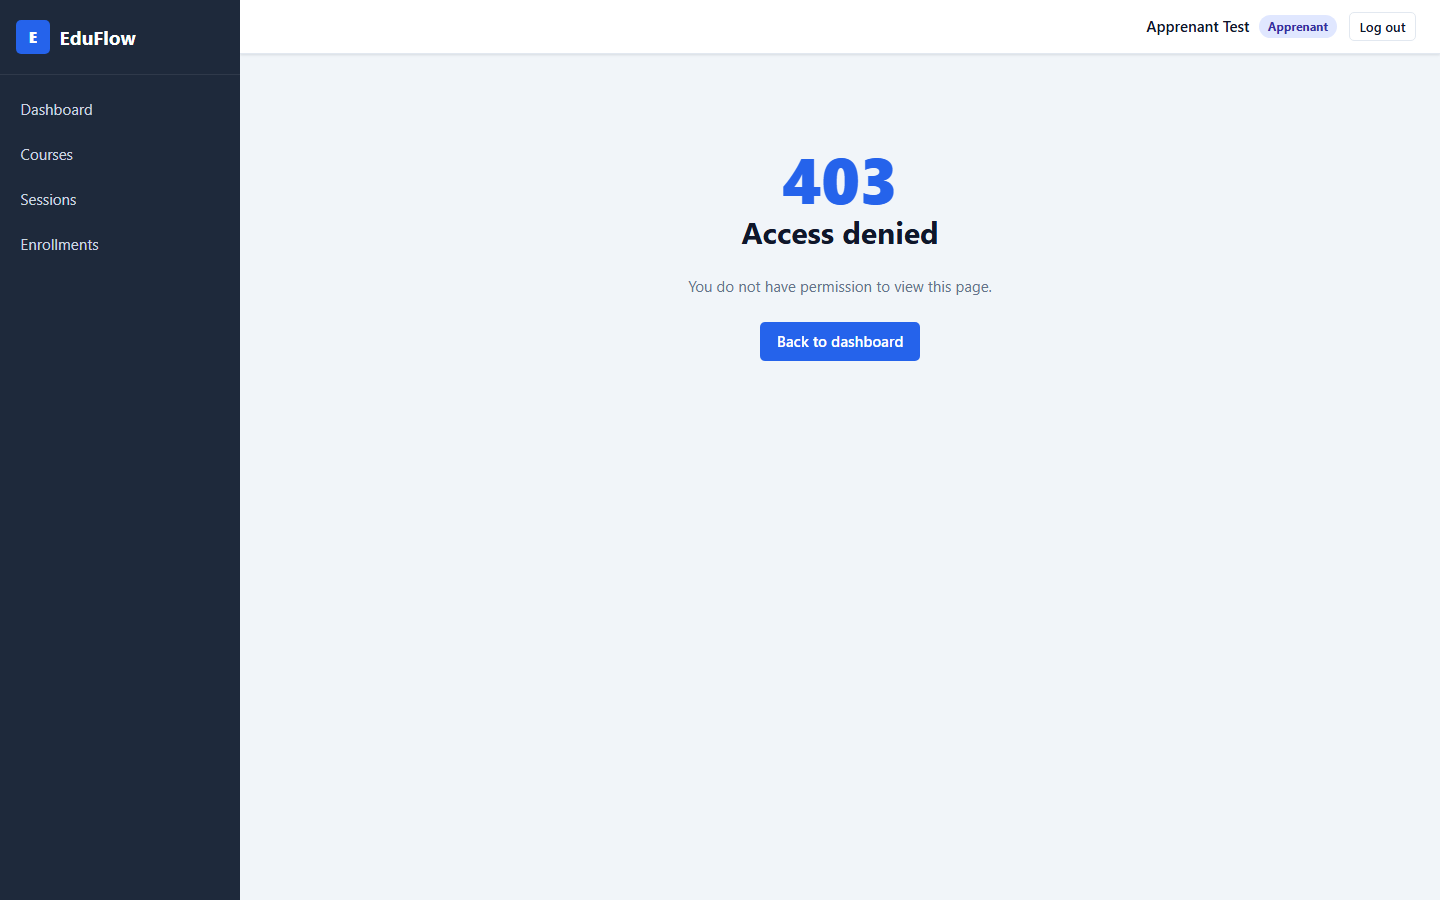 E EduFlow
Apprenant Test Apprenant Log out
Dashboard
Courses
Sessions
Enrollments
403
Access denied
You do not have permission to view this page.
Back to dashboard